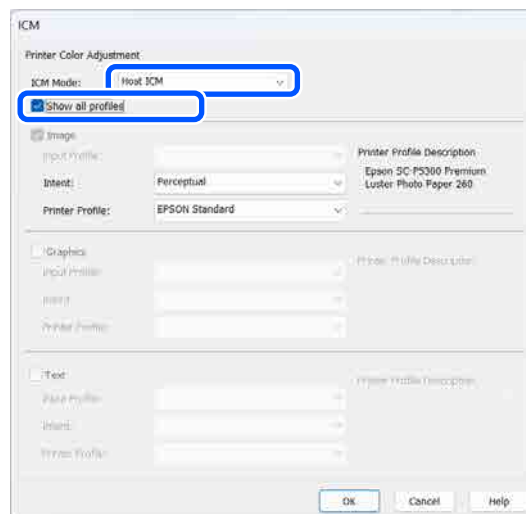 ICM
Printer Color Adjustment
ICM Mode: Host ICM
Show all profiles
Image
Input Profile:
Intent: Perceptual
Printer Profile: EPSON Standard
Printer Profile Description
Epson SC-P5300 Premium
Luster Photo Paper 260
Graphics
Input Profile:
Intent:
Printer Profile:
Printer Profile Description
Text
Input Profile:
Intent:
Printer Profile:
Printer Profile Description
OK Cancel Help